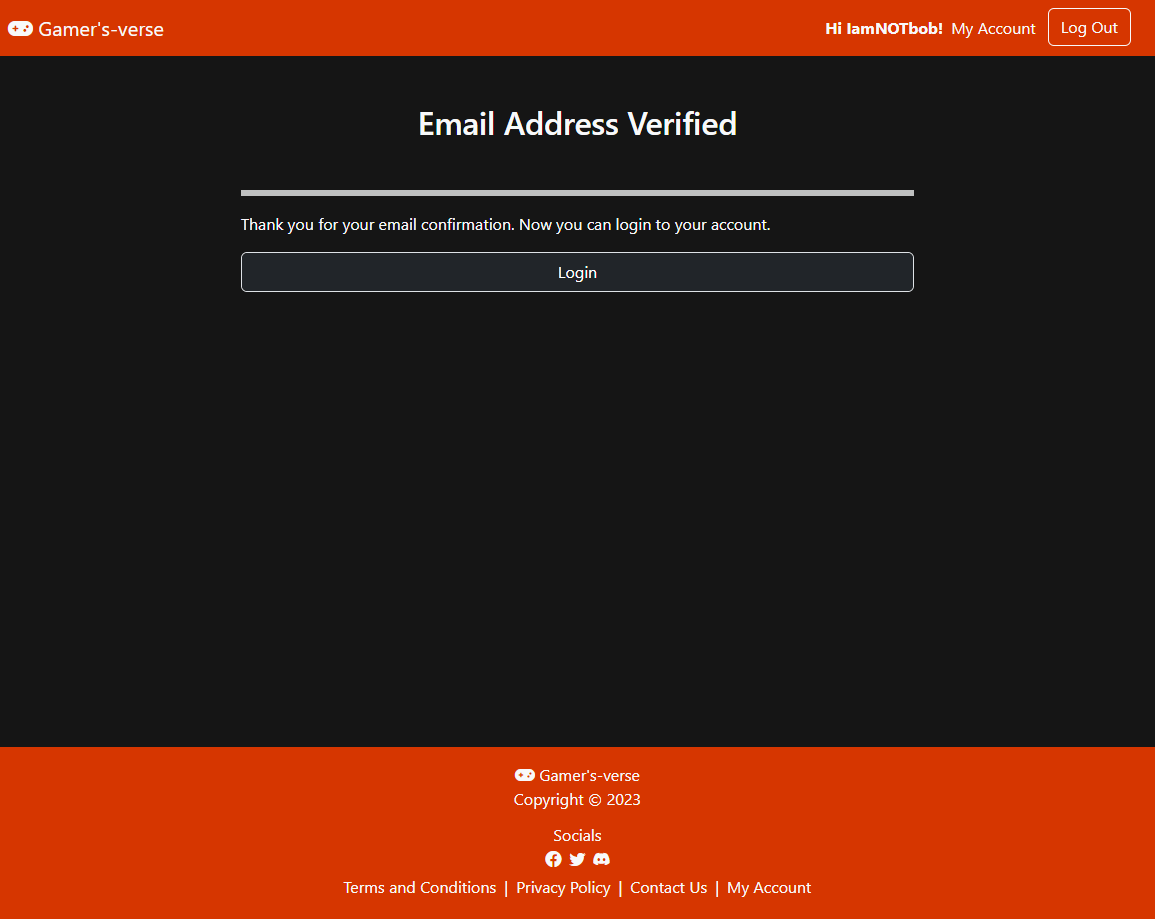 Gamer's-verse Hi IamNOTbob! My Account Log Out
Email Address Verified
Thank you for your email confirmation. Now you can login to your account.
Login
Gamer's-verse
Copyright © 2023
Socials
Terms and Conditions | Privacy Policy | Contact Us | My Account